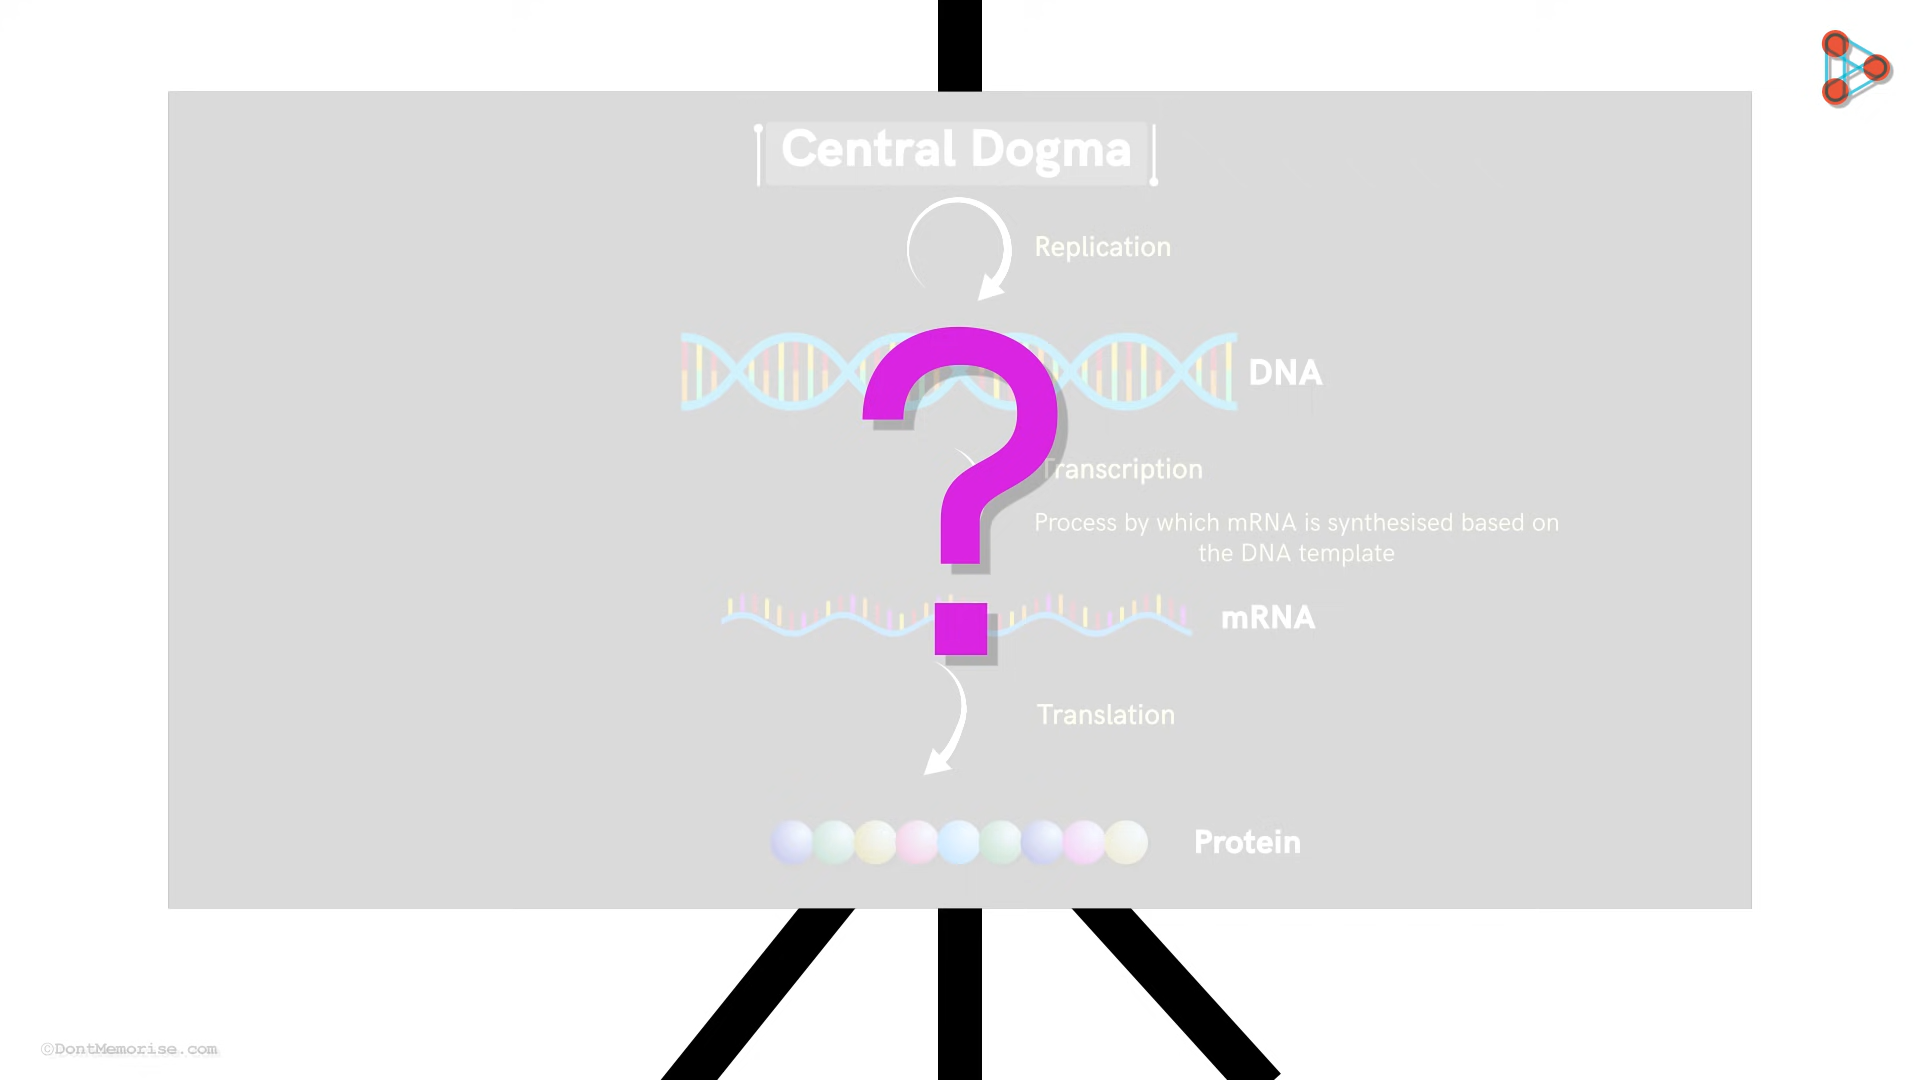 Central Dogma
Replication
DNA
?
Transcription
Process by which mRNA is synthesised based on
the DNA template
mRNA
Translation
Protein
©DontMemorise.com